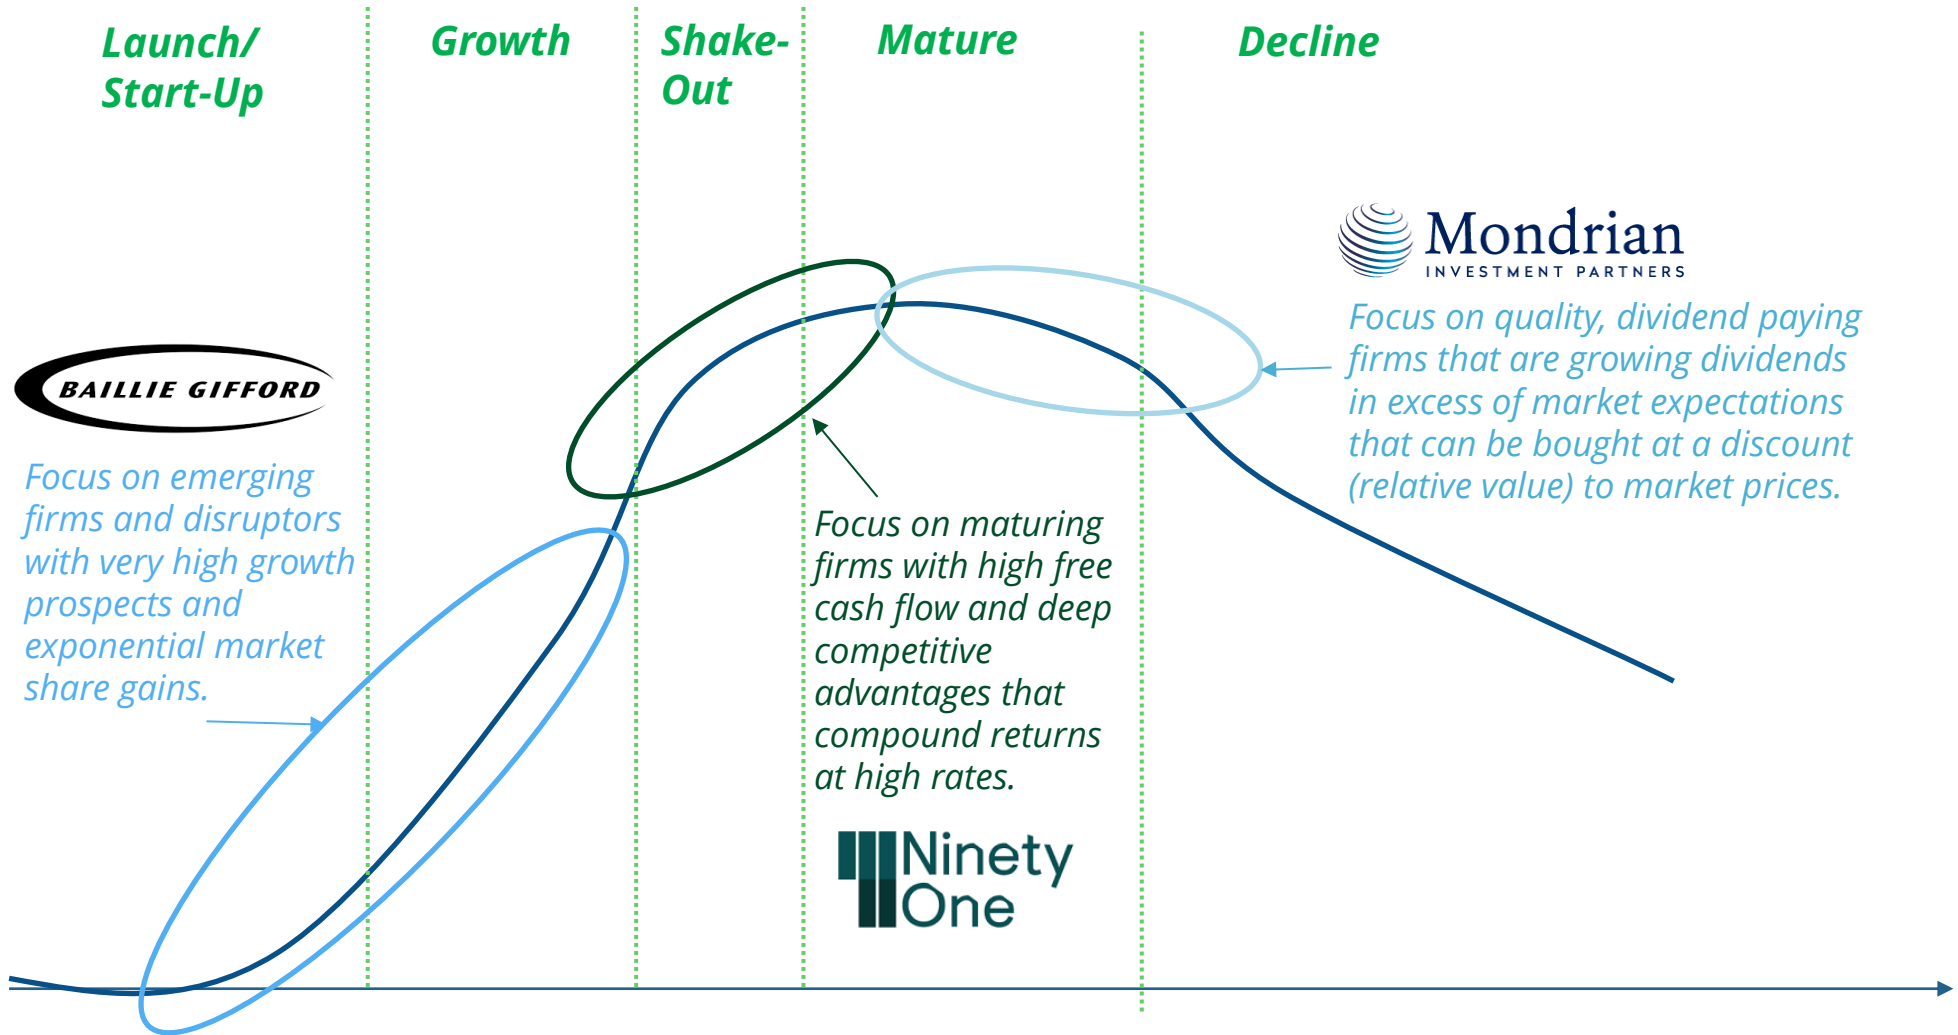 Launch/
Start-Up
Growth
Shake-
Out
Mature
Decline
BAILLIE GIFFORD
Focus on emerging
firms and disruptors
with very high growth
prospects and
exponential market
share gains.
Focus on maturing
firms with high free
cash flow and deep
competitive
advantages that
compound returns
at high rates.
Ninety
One
Mondrian
INVESTMENT PARTNERS
Focus on quality, dividend paying
firms that are growing dividends
in excess of market expectations
that can be bought at a discount
(relative value) to market prices.